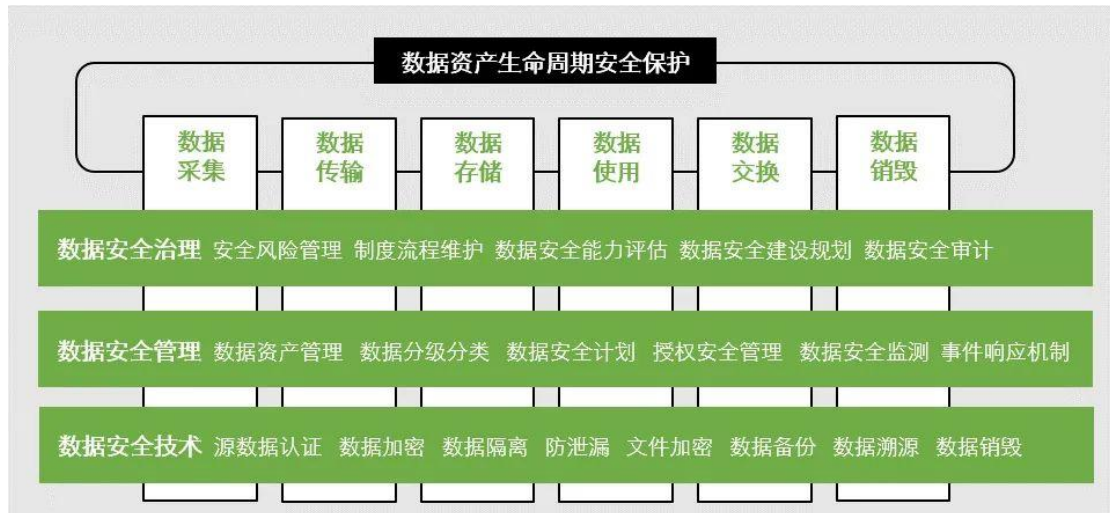 数据资产生命周期安全保护
数据
采集
数据
传输
数据
存储
数据
使用
数据
交换
数据
销毁
数据安全治理 安全风险管理 制度流程维护 数据安全能力评估 数据安全建设规划 数据安全审计
数据安全管理 数据资产管理 数据分级分类 数据安全计划 授权安全管理 数据安全监测 事件响应机制
数据安全技术 源数据认证 数据加密 数据隔离 防泄漏 文件加密 数据备份 数据溯源 数据销毁